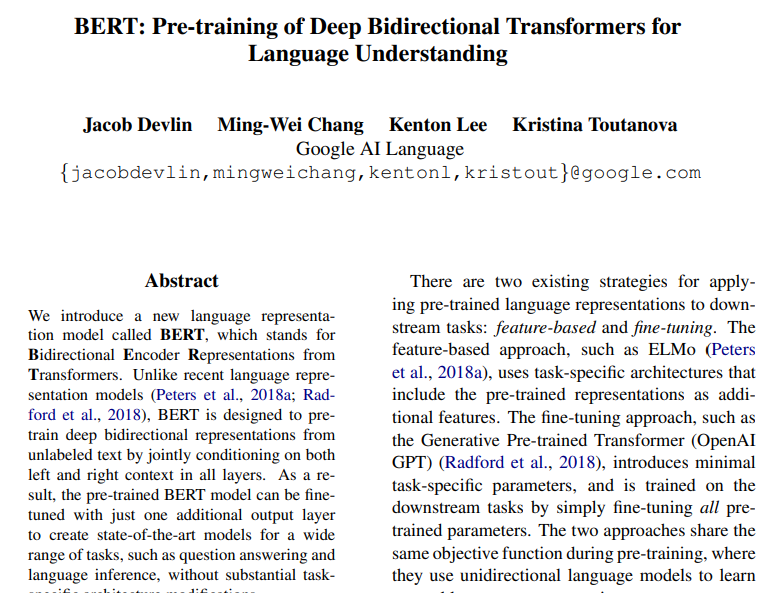 BERT: Pre-training of Deep Bidirectional Transformers for
Language Understanding
Jacob Devlin Ming-Wei Chang Kenton Lee Kristina Toutanova
Google AI Language
{jacobdevlin,mingweichang,kentonl,kristout}@google.com
Abstract
We introduce a new language representa-
tion model called BERT, which stands for
Bidirectional Encoder Representations from
Transformers. Unlike recent language repre-
sentation models (Peters et al., 2018a; Rad-
ford et al., 2018), BERT is designed to pre-
train deep bidirectional representations from
unlabeled text by jointly conditioning on both
left and right context in all layers. As a re-
sult, the pre-trained BERT model can be fine-
tuned with just one additional output layer
to create state-of-the-art models for a wide
range of tasks, such as question answering and
language inference, without substantial task-
There are two existing strategies for apply-
ing pre-trained language representations to down-
stream tasks: feature-based and fine-tuning. The
feature-based approach, such as ELMo (Peters
et al., 2018a), uses task-specific architectures that
include the pre-trained representations as addi-
tional features. The fine-tuning approach, such as
the Generative Pre-trained Transformer (OpenAI
GPT) (Radford et al., 2018), introduces minimal
task-specific parameters, and is trained on the
downstream tasks by simply fine-tuning all pre-
trained parameters. The two approaches share the
same objective function during pre-training, where
they use unidirectional language models to learn